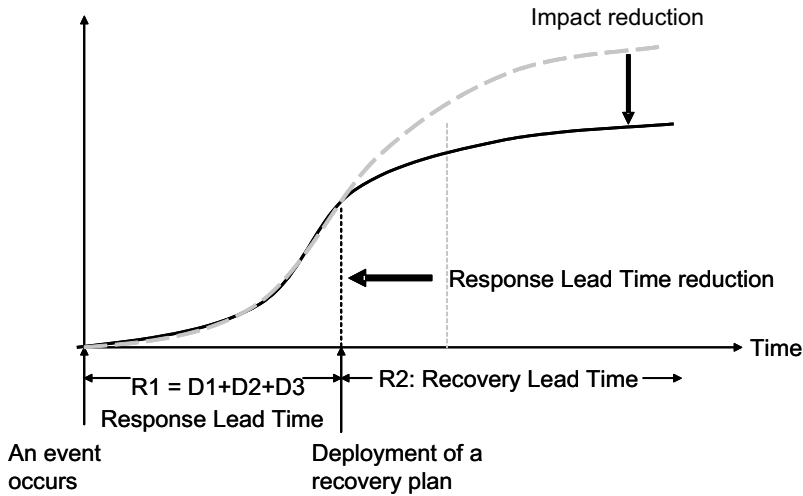 Impact reduction
Response Lead Time reduction
Time
R1 = D1+D2+D3
R2: Recovery Lead Time
Response Lead Time
An event
occurs
Deployment of a
recovery plan